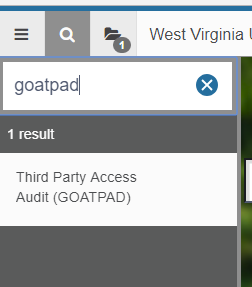 1
West Virginia
goatpad
1 result
Third Party Access
Audit (GOATPAD)